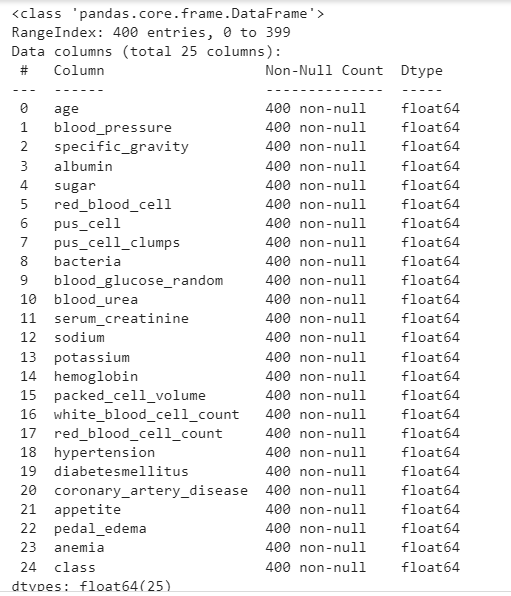 <class 'pandas.core.frame.DataFrame'>
RangeIndex: 400 entries, 0 to 399
Data columns (total 25 columns):
 #   Column                   Non-Null Count  Dtype
---  ------                   --------------  -----
 0   age                      400 non-null    float64
 1   blood_pressure           400 non-null    float64
 2   specific_gravity         400 non-null    float64
 3   albumin                  400 non-null    float64
 4   sugar                    400 non-null    float64
 5   red_blood_cell           400 non-null    float64
 6   pus_cell                 400 non-null    float64
 7   pus_cell_clumps          400 non-null    float64
 8   bacteria                 400 non-null    float64
 9   blood_glucose_random     400 non-null    float64
 10  blood_urea               400 non-null    float64
 11  serum_creatinine         400 non-null    float64
 12  sodium                   400 non-null    float64
 13  potassium                400 non-null    float64
 14  hemoglobin               400 non-null    float64
 15  packed_cell_volume       400 non-null    float64
 16  white_blood_cell_count   400 non-null    float64
 17  red_blood_cell_count     400 non-null    float64
 18  hypertension             400 non-null    float64
 19  diabetesmellitus         400 non-null    float64
 20  coronary_artery_disease  400 non-null    float64
 21  appetite                 400 non-null    float64
 22  pedal_edema              400 non-null    float64
 23  anemia                   400 non-null    float64
 24  class                    400 non-null    float64
dtypes: float64(25)